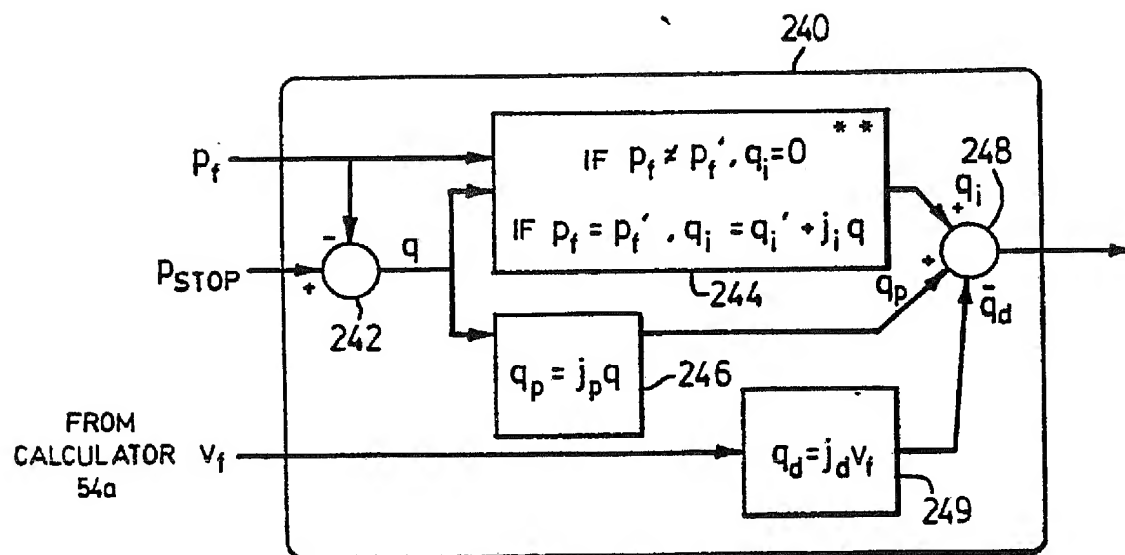 240
p_f
* *
IF p_f ≠ p_f', q_i = 0
IF p_f = p_f', q_i = q_i' + j_i q
244
248
+ q_i
-
p_STOP
+
q
242
+
q_p
- q_d
q_p = j_p q
246
FROM
CALCULATOR v_f
54a
q_d = j_d v_f
249